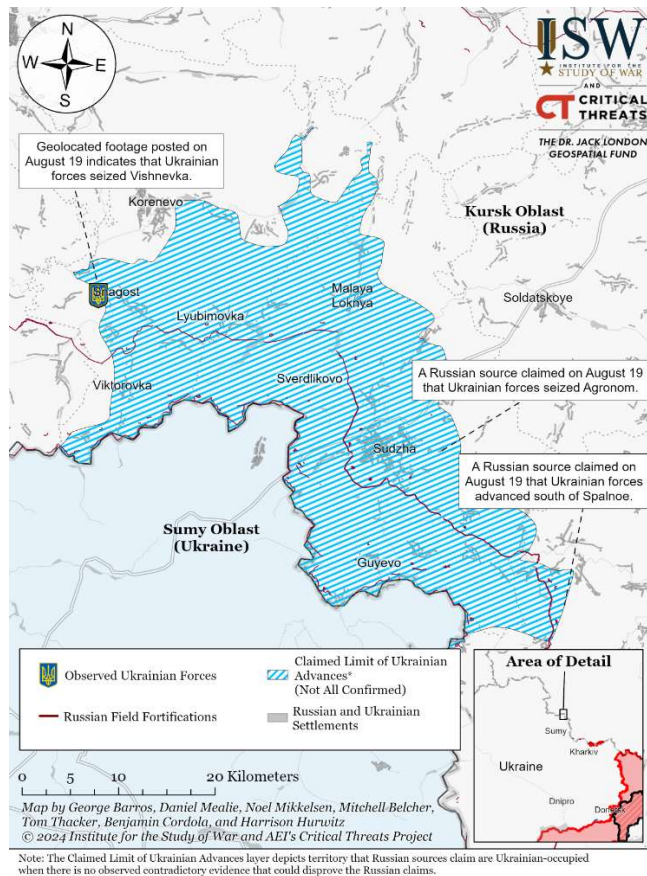 N
W E
S
ISW
INSTITUTE FOR THE
STUDY OF WAR
AND
CT CRITICAL
THREATS
THE DR. JACK LONDON
GEOSPATIAL FUND
Geolocated footage posted on
August 19 indicates that Ukrainian
forces seized Vishnevka.
Korenevo
Kursk Oblast
(Russia)
Snagost
Malaya
Loknya
Soldatskoye
Lyubimovka
Viktorovka
Sverdlikovo
A Russian source claimed on August 19
that Ukrainian forces seized Agronom.
Sudzha
A Russian source claimed on
August 19 that Ukrainian forces
advanced south of Spalnoe.
Sumy Oblast
(Ukraine)
Guyevo
Observed Ukrainian Forces
Claimed Limit of Ukrainian
Advances*
(Not All Confirmed)
Russian Field Fortifications
Russian and Ukrainian
Settlements
Area of Detail
Sumy
Kharkiv
Ukraine
Dnipro
Donetsk
0 5 10 20 Kilometers
Map by George Barros, Daniel Mealie, Noel Mikkelsen, Mitchell Belcher,
Tom Thacker, Benjamin Cordola, and Harrison Hurwitz
© 2024 Institute for the Study of War and AEI's Critical Threats Project
Note: The Claimed Limit of Ukrainian Advances layer depicts territory that Russian sources claim are Ukrainian-occupied
when there is no observed contradictory evidence that could disprove the Russian claims.